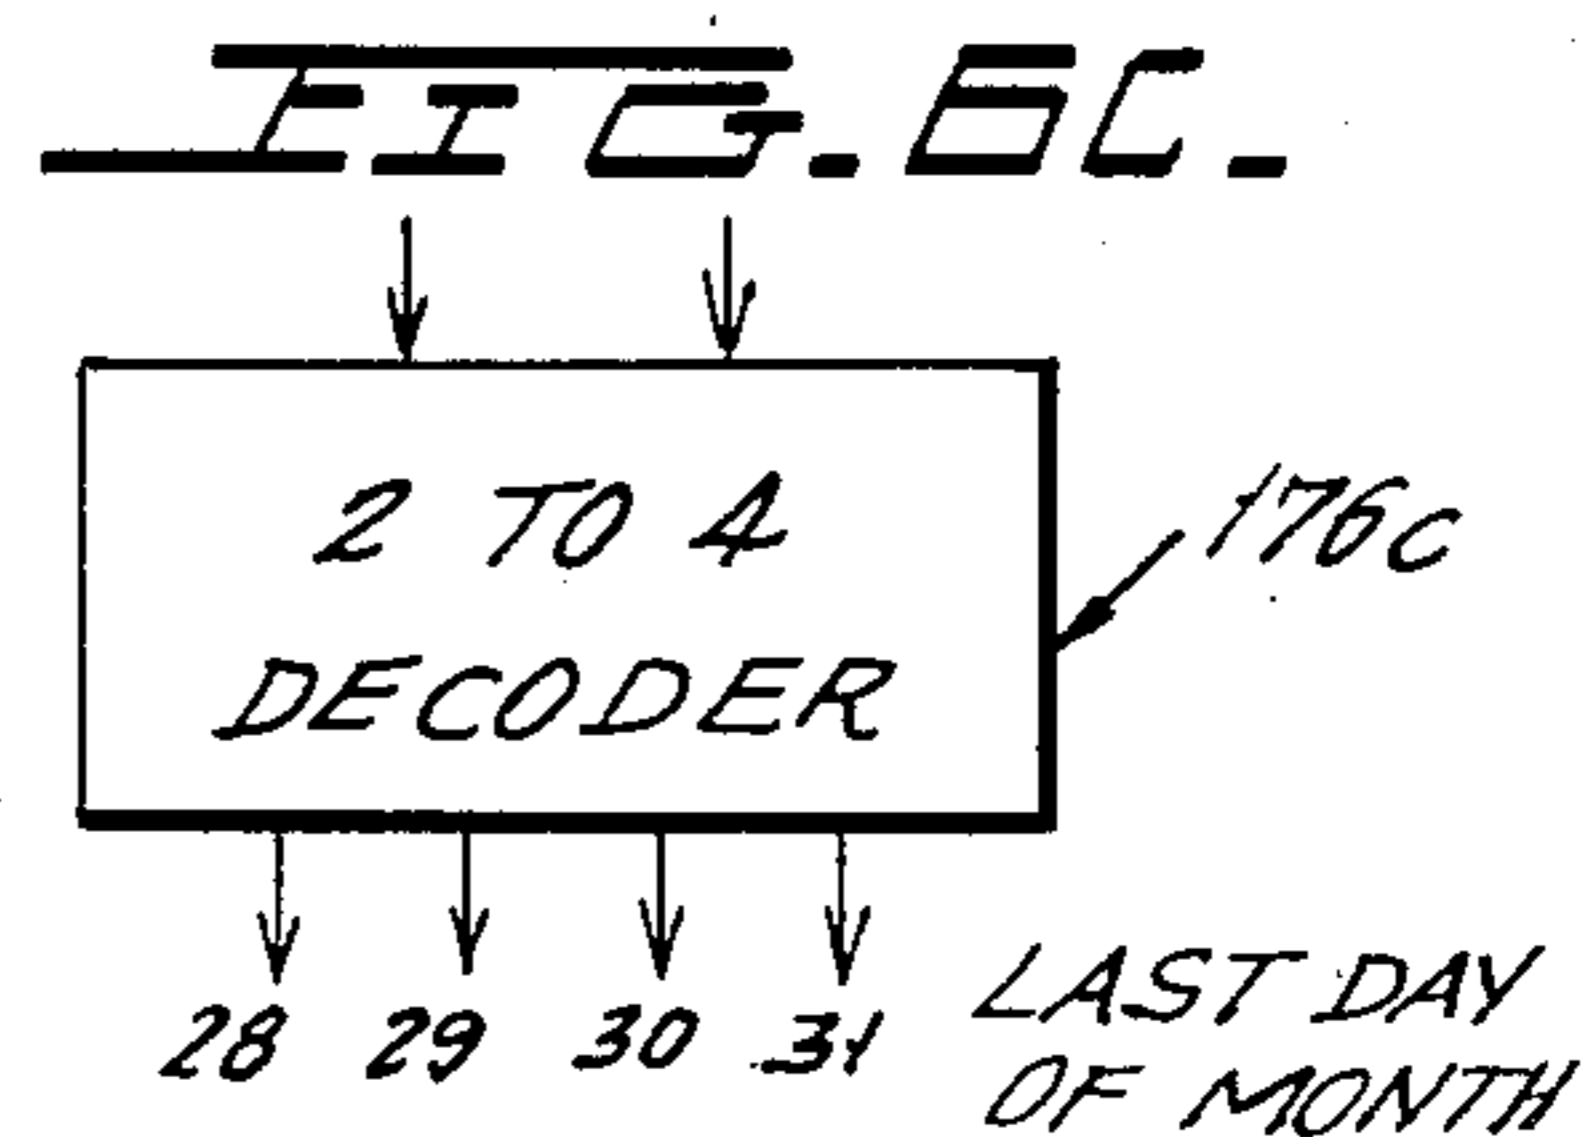 FIG. 6C.
2 TO 4
DECODER
176c
28 29 30 31
LAST DAY
OF MONTH